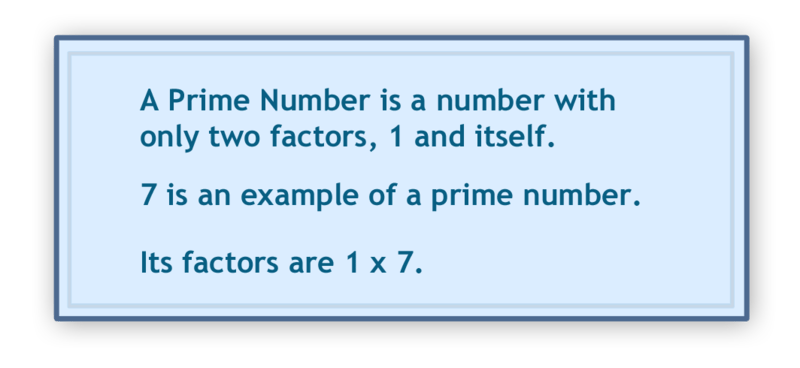 A Prime Number is a number with
only two factors, 1 and itself.
7 is an example of a prime number.
Its factors are 1 x 7.